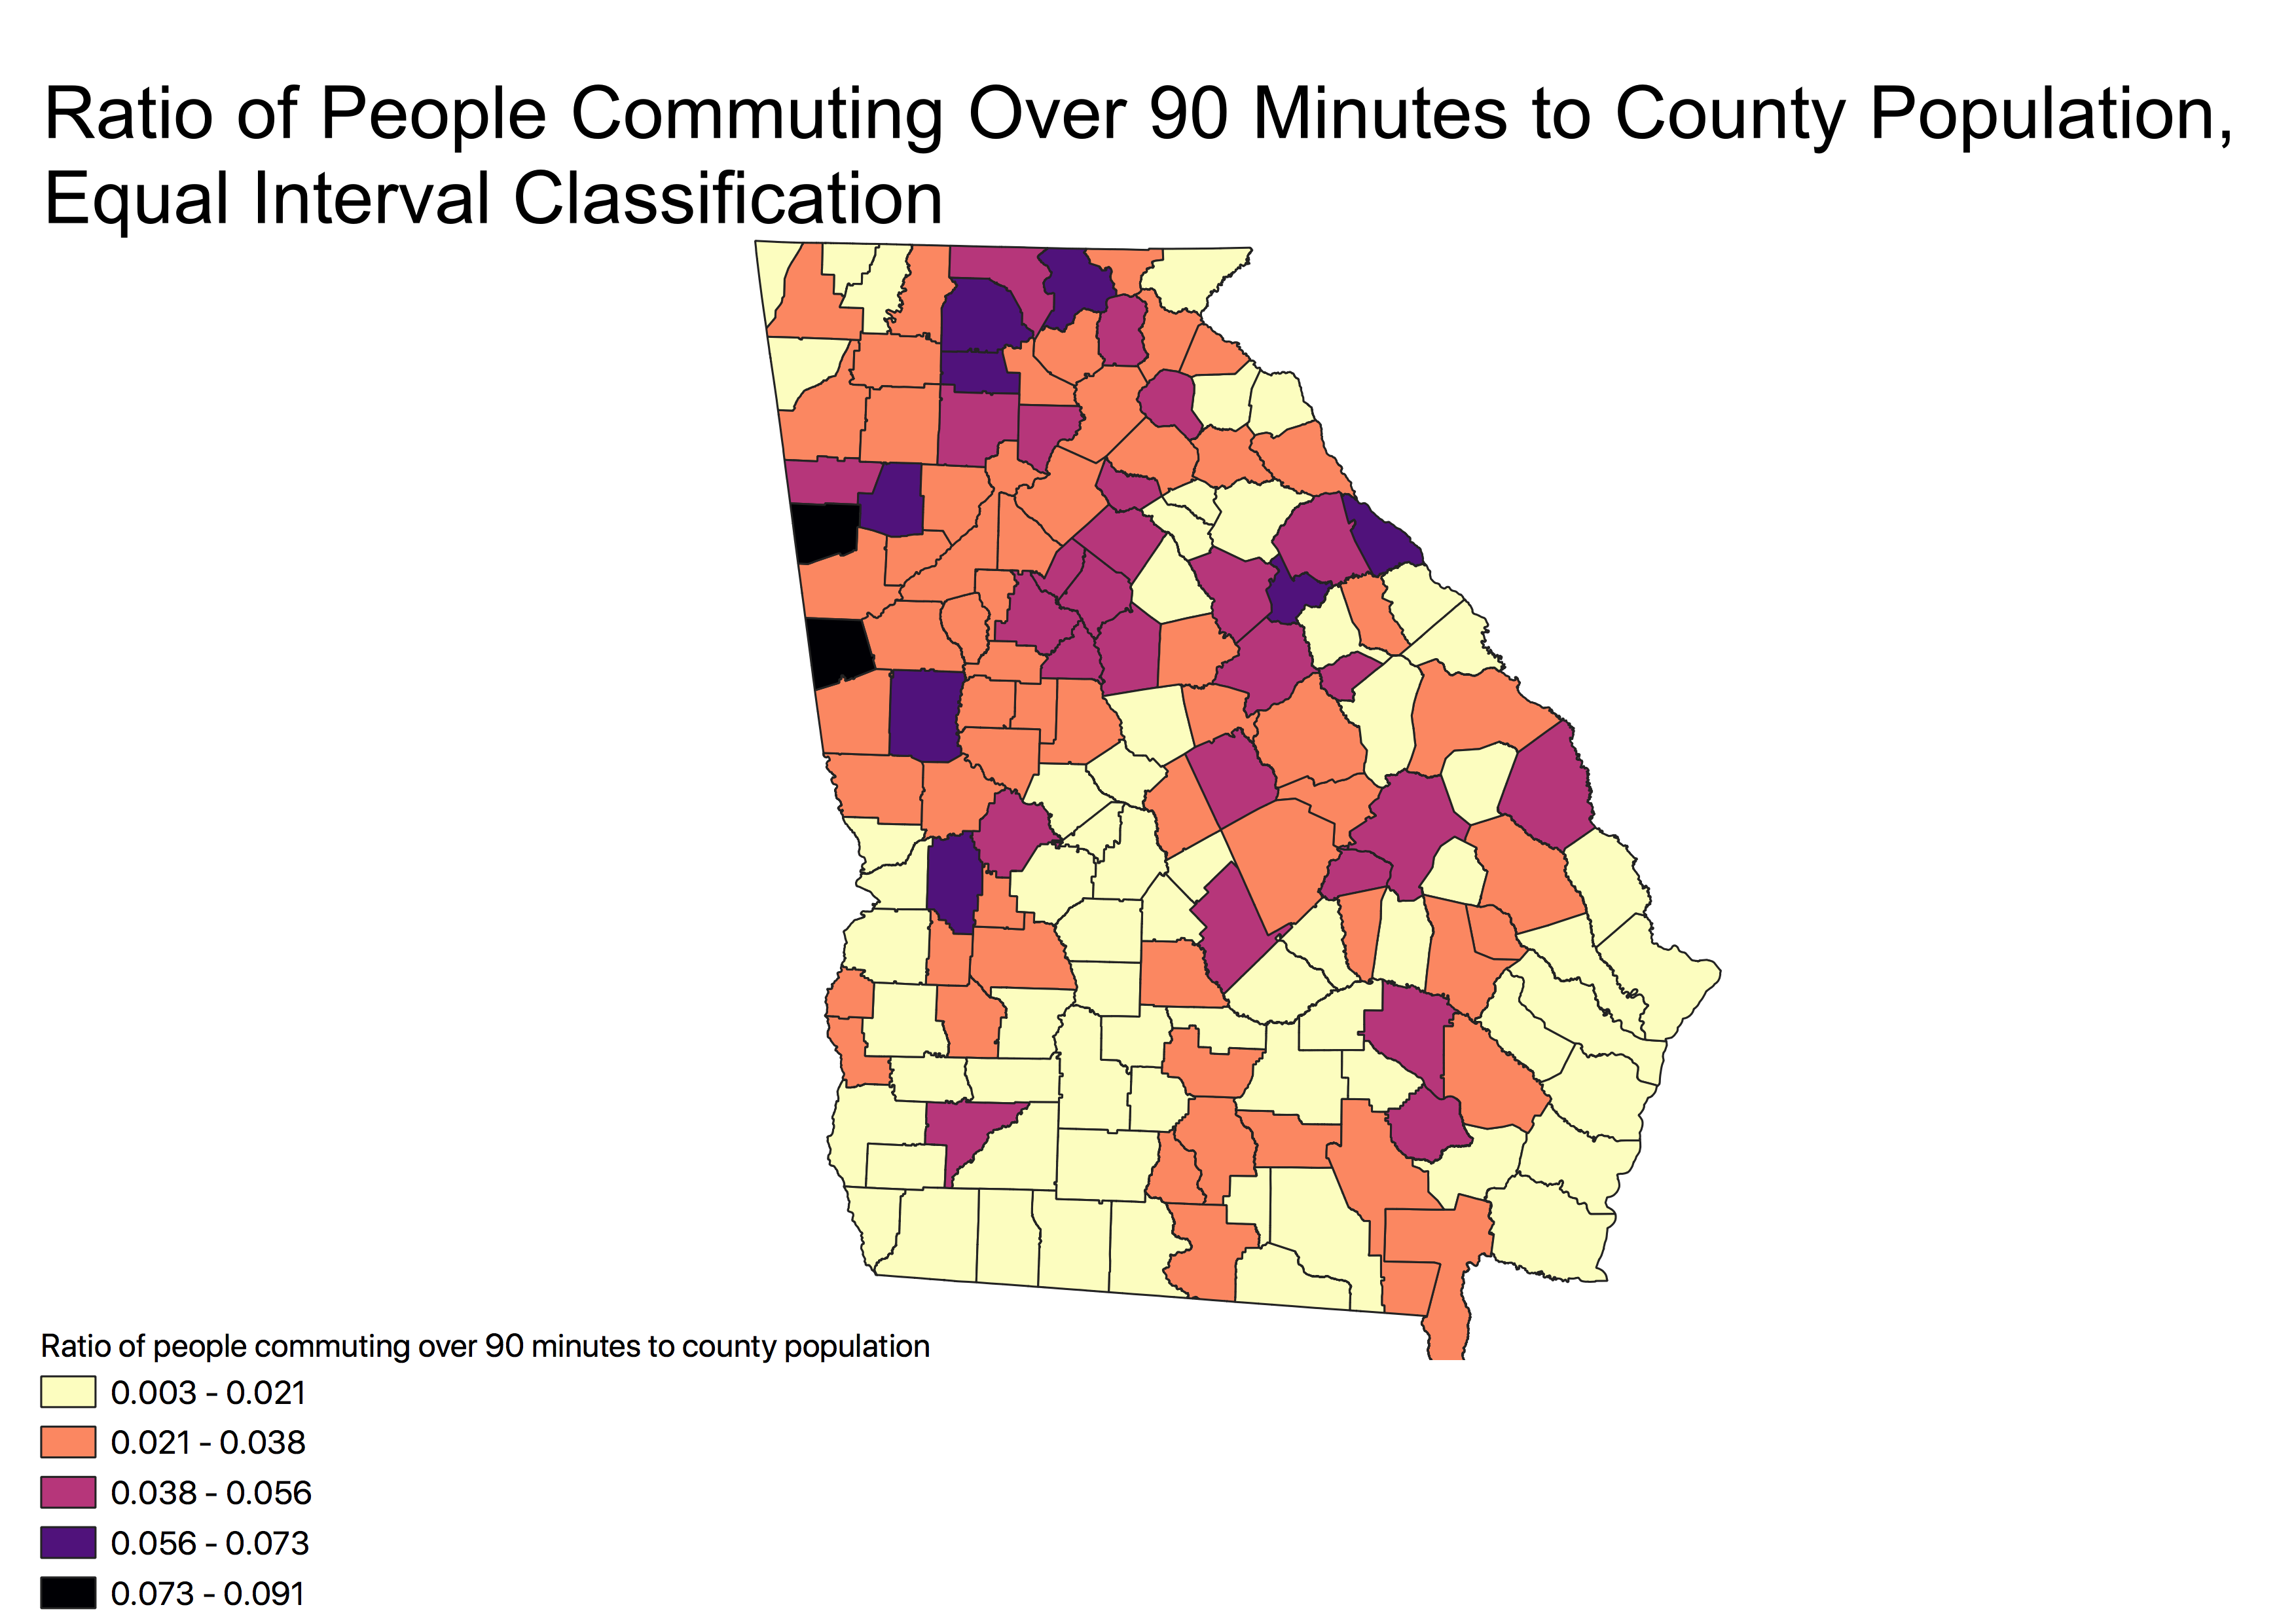 Ratio of People Commuting Over 90 Minutes to County Population,
Equal Interval Classification
Ratio of people commuting over 90 minutes to county population
0.003 - 0.021
0.021 - 0.038
0.038 - 0.056
0.056 - 0.073
0.073 - 0.091